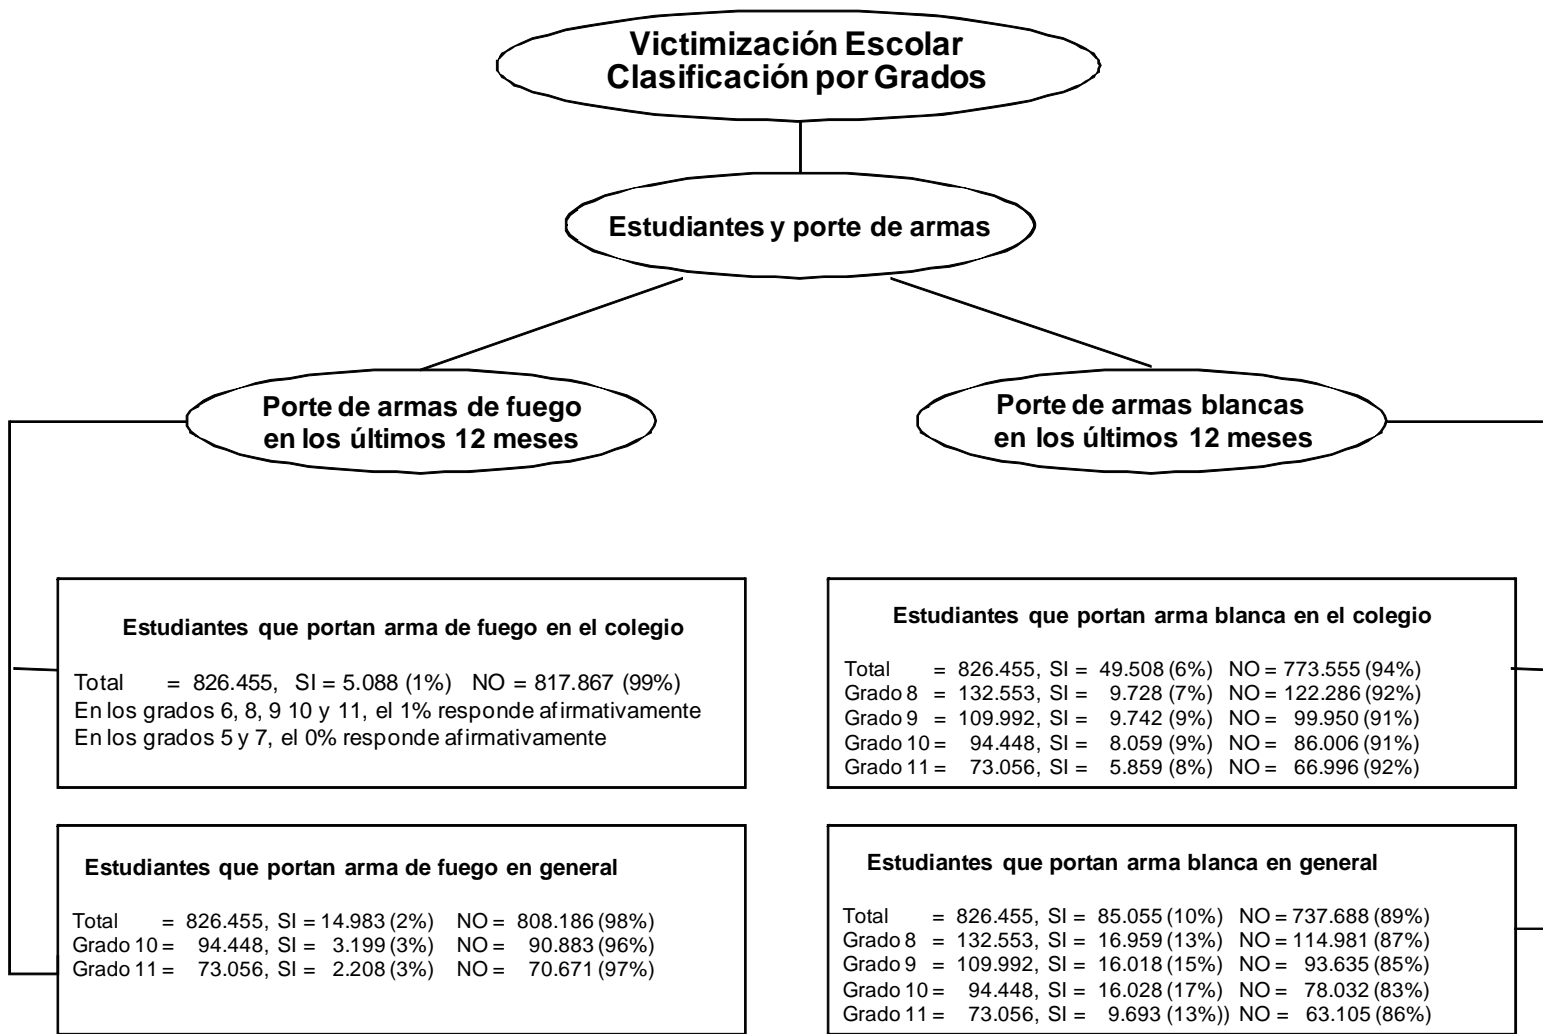 Victimización Escolar
Clasificación por Grados
Estudiantes y porte de armas
Porte de armas de fuego
en los últimos 12 meses
Porte de armas blancas
en los últimos 12 meses
Estudiantes que portan arma de fuego en el colegio
Total = 826.455, SI = 5.088 (1%) NO = 817.867 (99%)
En los grados 6, 8, 9 10 y 11, el 1% responde afirmativamente
En los grados 5 y 7, el 0% responde afirmativamente
Estudiantes que portan arma blanca en el colegio
Total = 826.455, SI = 49.508 (6%) NO = 773.555 (94%)
Grado 8 = 132.553, SI = 9.728 (7%) NO = 122.286 (92%)
Grado 9 = 109.992, SI = 9.742 (9%) NO = 99.950 (91%)
Grado 10 = 94.448, SI = 8.059 (9%) NO = 86.006 (91%)
Grado 11 = 73.056, SI = 5.859 (8%) NO = 66.996 (92%)
Estudiantes que portan arma de fuego en general
Total = 826.455, SI = 14.983 (2%) NO = 808.186 (98%)
Grado 10 = 94.448, SI = 3.199 (3%) NO = 90.883 (96%)
Grado 11 = 73.056, SI = 2.208 (3%) NO = 70.671 (97%)
Estudiantes que portan arma blanca en general
Total = 826.455, SI = 85.055 (10%) NO = 737.688 (89%)
Grado 8 = 132.553, SI = 16.959 (13%) NO = 114.981 (87%)
Grado 9 = 109.992, SI = 16.018 (15%) NO = 93.635 (85%)
Grado 10 = 94.448, SI = 16.028 (17%) NO = 78.032 (83%)
Grado 11 = 73.056, SI = 9.693 (13%)) NO = 63.105 (86%)